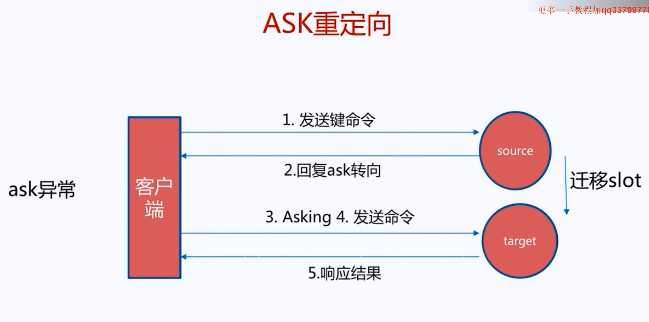 ASK重定向
1. 发送键命令
source
2.回复ask转向
迁移slot
ask异常
客户
端
3. Asking 4. 发送命令
target
5.响应结果